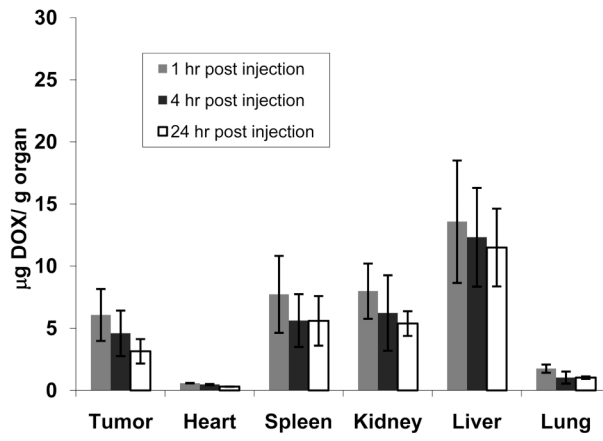 30
25
20
15
10
5
0
µg DOX/ g organ
1 hr post injection
4 hr post injection
24 hr post injection
Tumor Heart Spleen Kidney Liver Lung